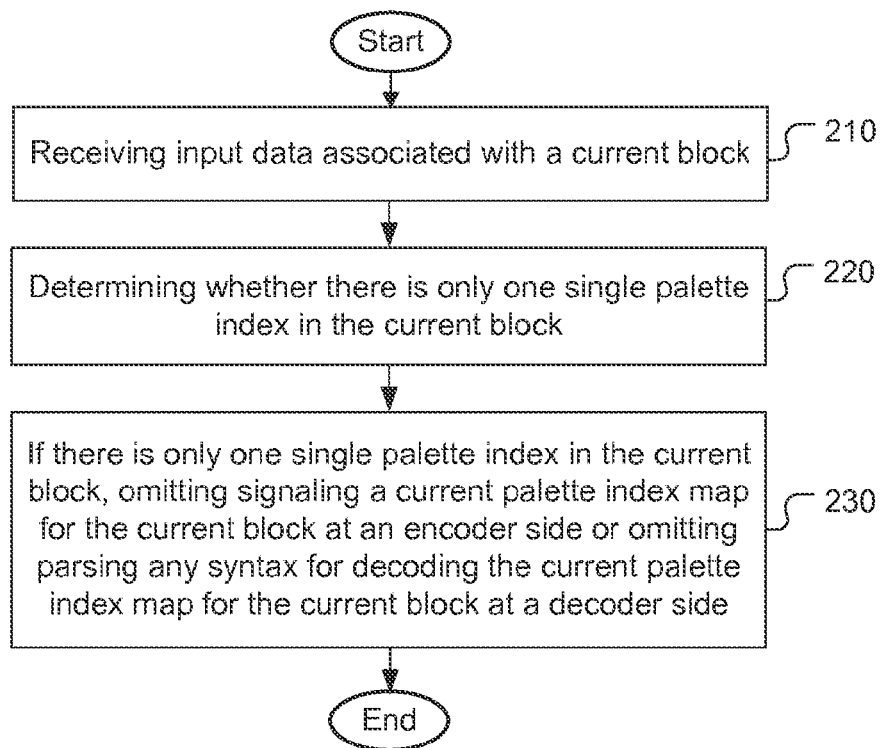 Start
Receiving input data associated with a current block
210
Determining whether there is only one single palette
index in the current block
220
If there is only one single palette index in the current
block, omitting signaling a current palette index map
for the current block at an encoder side or omitting
parsing any syntax for decoding the current palette
index map for the current block at a decoder side
230
End